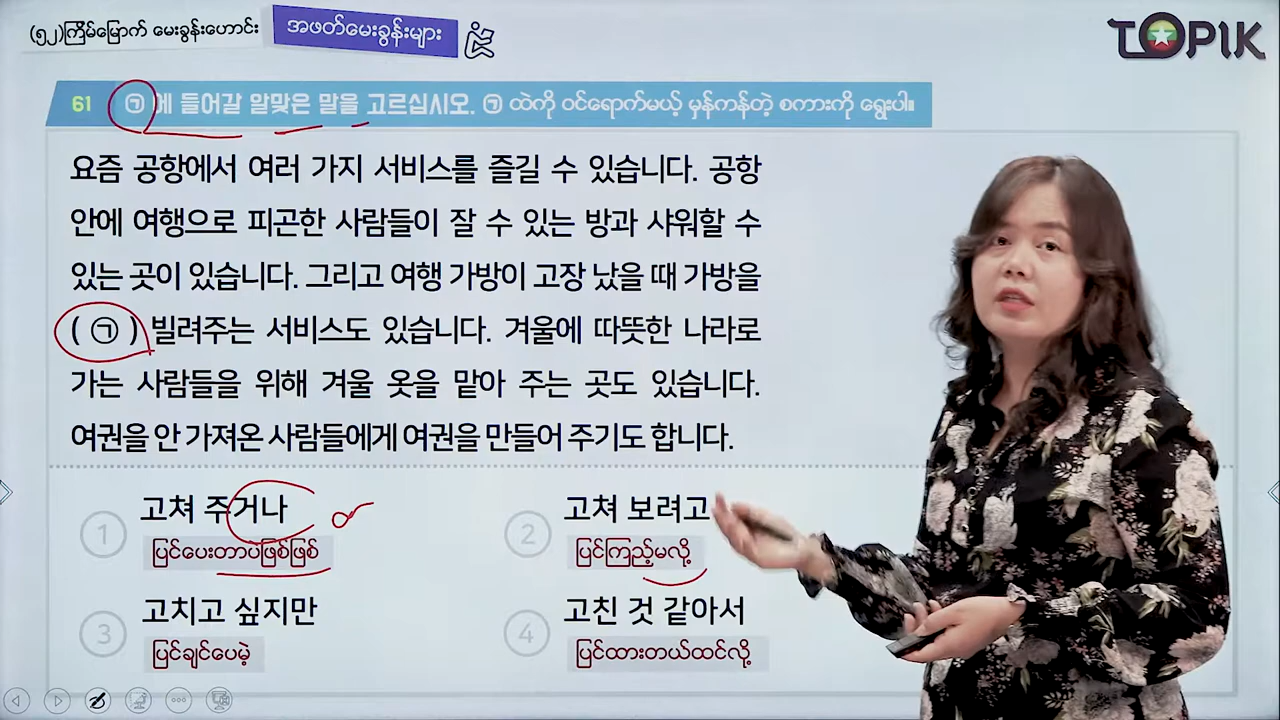 (၅၂)ကြိမ်မြောက် မေးခွန်းဟောင်း
အဖတ်မေးခွန်းများ
TOPIK
61 ㉠에 들어갈 알맞은 말을 고르십시오. ㉠ ထဲကို ဝင်ရောက်မယ့် မှန်ကန်တဲ့ စကားကို ရွေးပါ။
요즘 공항에서 여러 가지 서비스를 즐길 수 있습니다. 공항
안에 여행으로 피곤한 사람들이 잘 수 있는 방과 샤워할 수
있는 곳이 있습니다. 그리고 여행 가방이 고장 났을 때 가방을
( ㉠ ) 빌려주는 서비스도 있습니다. 겨울에 따뜻한 나라로
가는 사람들을 위해 겨울 옷을 맡아 주는 곳도 있습니다.
여권을 안 가져온 사람들에게 여권을 만들어 주기도 합니다.
1 고쳐 주거나 or
ပြင်ပေးတာပဖြစ်ဖြစ်
2 고쳐 보려고
ပြင်ကြည့်မလို့
3 고치고 싶지만
ပြင်ချင်ပေမဲ့
4 고친 것 같아서
ပြင်ထားတယ်ထင်လို့